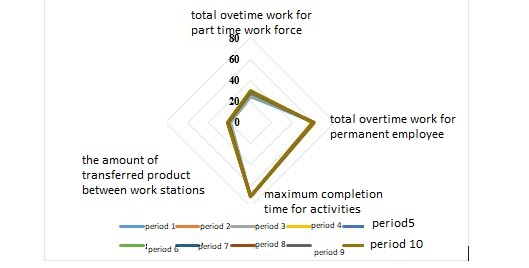 total ovetime work for
part time work force
80
60
40
20
0
total overtime work for
permanent employee
the amount of
transferred product
between work stations
maximum completion
time for activities
period 1 period 2 period 3 period 4 period5
period 6 period 7 period 8 period 9 period 10